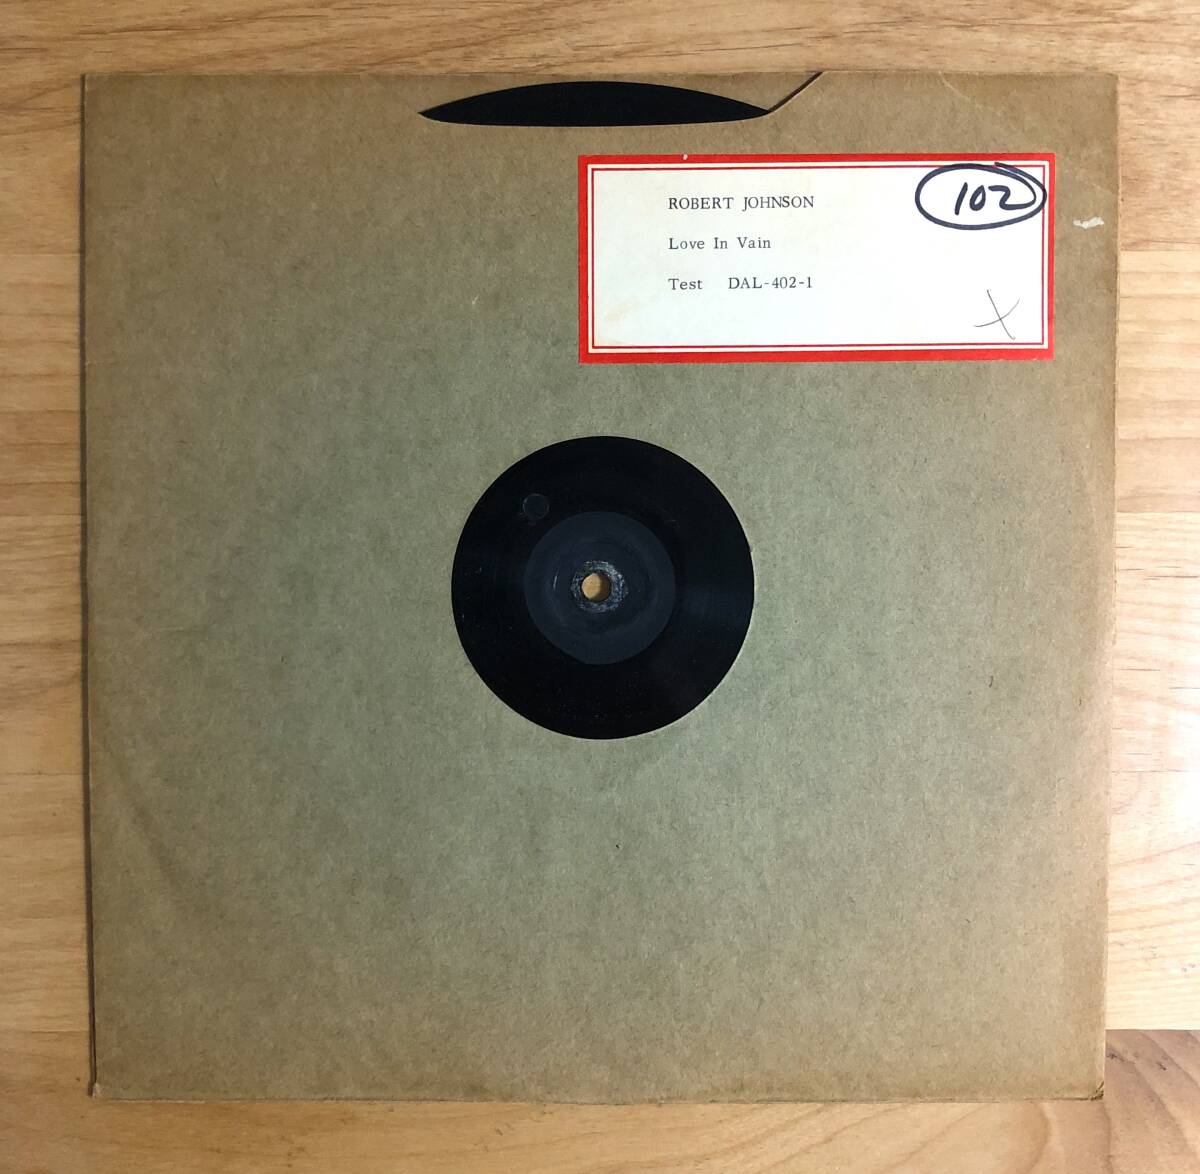 102
ROBERT JOHNSON
Love In Vain
Test DAL-402-1